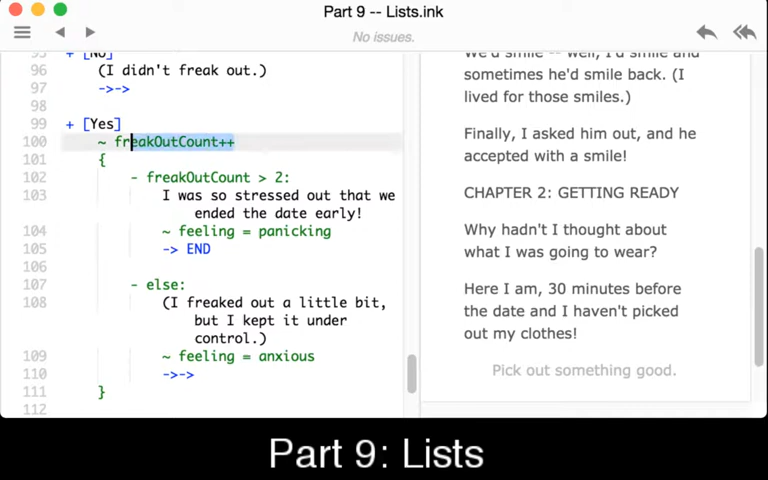 Part 9 -- Lists.ink
No issues.
95 + [No]
96 (I didn't freak out.)
97 ->->
98
99 + [Yes]
100 ~ freakOutCount++
101 {
102 - freakOutCount > 2:
103 I was so stressed out that we
ended the date early!
104 ~ feeling = panicking
105 -> END
106
107 - else:
108 (I freaked out a little bit,
but I kept it under
control.)
109 ~ feeling = anxious
110 ->->
111 }
112
We'd smile -- well, I'd smile and
sometimes he'd smile back. (I
lived for those smiles.)
Finally, I asked him out, and he
accepted with a smile!
CHAPTER 2: GETTING READY
Why hadn't I thought about
what I was going to wear?
Here I am, 30 minutes before
the date and I haven't picked
out my clothes!
Pick out something good.
Part 9: Lists